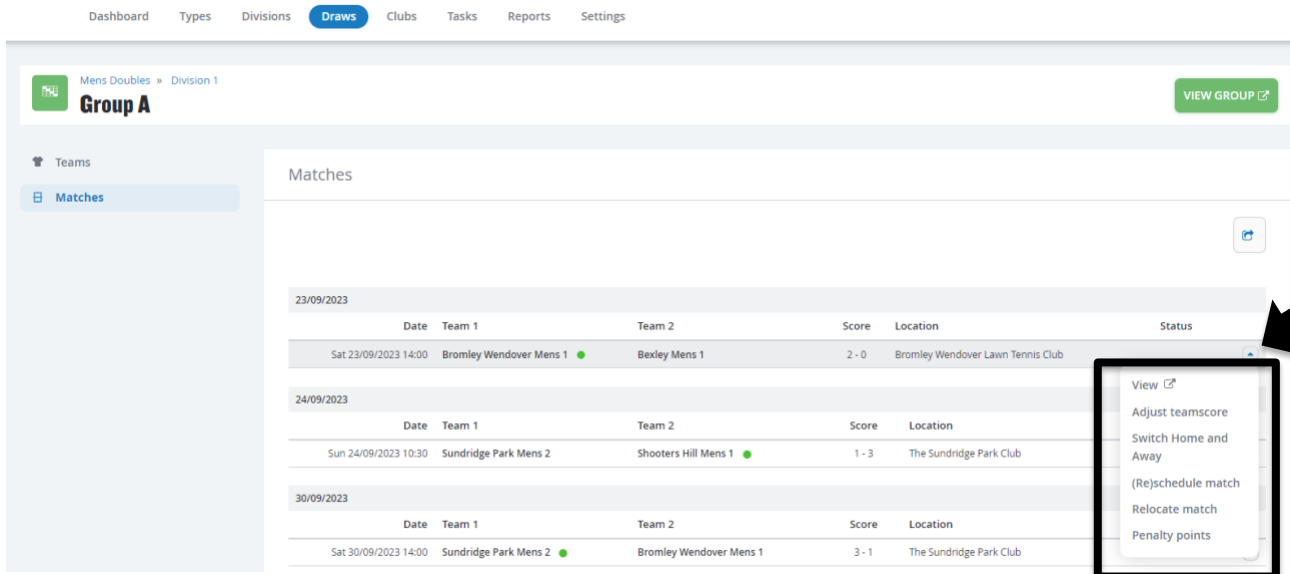 Dashboard Types Divisions Draws Clubs Tasks Reports Settings
Mens Doubles » Division 1
Group A
VIEW GROUP
Teams
Matches
Matches
23/09/2023
Date Team 1 Team 2 Score Location Status
Sat 23/09/2023 14:00 Bromley Wendover Mens 1 Bexley Mens 1 2 - 0 Bromley Wendover Lawn Tennis Club
View
Adjust teamscore
Switch Home and
Away
(Re)schedule match
Relocate match
Penalty points
24/09/2023
Date Team 1 Team 2 Score Location
Sun 24/09/2023 10:30 Sundridge Park Mens 2 Shooters Hill Mens 1 1 - 3 The Sundridge Park Club
30/09/2023
Date Team 1 Team 2 Score Location
Sat 30/09/2023 14:00 Sundridge Park Mens 2 Bromley Wendover Mens 1 3 - 1 The Sundridge Park Club